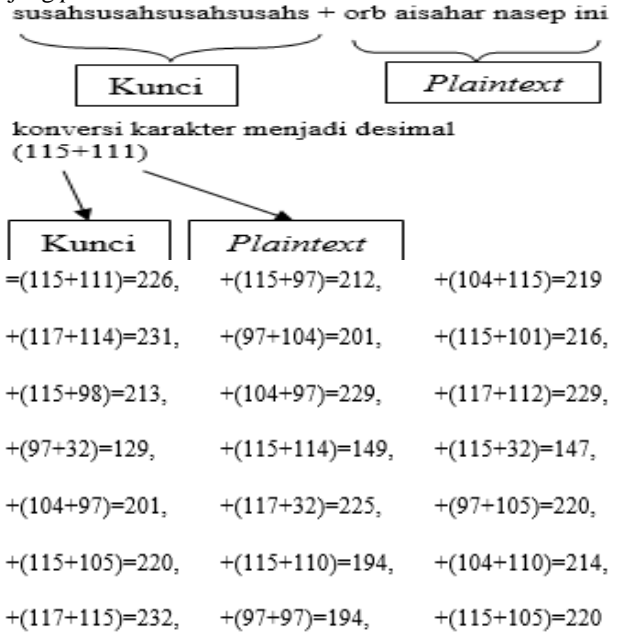 susahsusahsusahsusahs + orb aisahar nasep ini
Kunci Plaintext
konversi karakter menjadi desimal
(115+111)
Kunci Plaintext
=(115+111)=226, +(115+97)=212, +(104+115)=219
+(117+114)=231, +(97+104)=201, +(115+101)=216,
+(115+98)=213, +(104+97)=229, +(117+112)=229,
+(97+32)=129, +(115+114)=149, +(115+32)=147,
+(104+97)=201, +(117+32)=225, +(97+105)=220,
+(115+105)=220, +(115+110)=194, +(104+110)=214,
+(117+115)=232, +(97+97)=194, +(115+105)=220